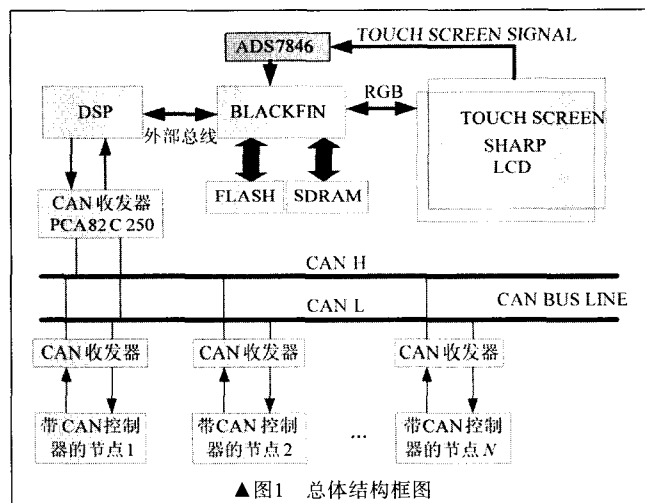 TOUCH SCREEN SIGNAL
ADS7846
DSP
外部总线
BLACKFIN
RGB
TOUCH SCREEN
SHARP
LCD
FLASH
SDRAM
CAN 收发器
PCA82C250
CAN H
CAN L
CAN BUS LINE
CAN收发器
CAN收发器
CAN收发器
带CAN控制
器的节点1
带CAN控制
器的节点2
...
带CAN控制
器的节点N
▲图1 总体结构框图